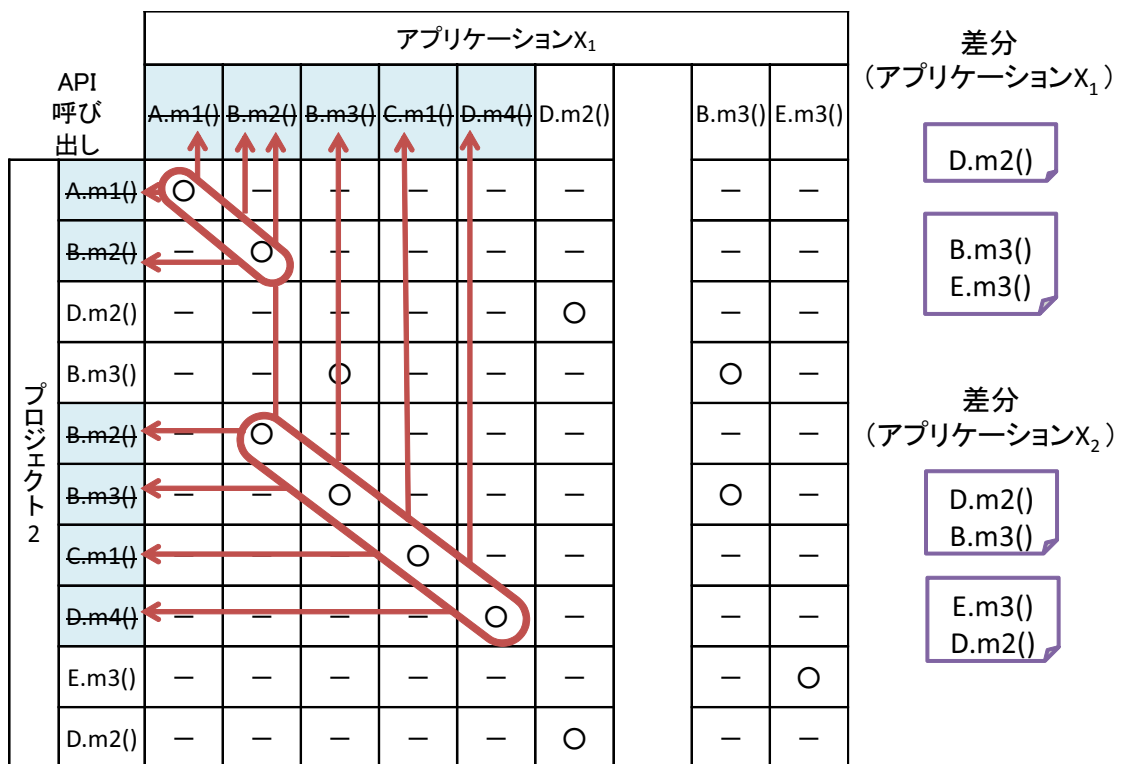 アプリケーションX1
API
呼び
出し
A.m1() B.m2() B.m3() C.m1() D.m4() D.m2() B.m3() E.m3()
プロジェクト2
A.m1() ○ － － － － － － －
B.m2() － ○ － － － － － －
D.m2() － － － － － ○ － －
B.m3() － － ○ － － － ○ －
B.m2() － ○ － － － － － －
B.m3() － － ○ － － － ○ －
C.m1() － － － ○ － － － －
D.m4() － － － － ○ － － －
E.m3() － － － － － － － ○
D.m2() － － － － － ○ － －
差分
（アプリケーションX1）
D.m2()
B.m3()
E.m3()
差分
（アプリケーションX2）
D.m2()
B.m3()
E.m3()
D.m2()